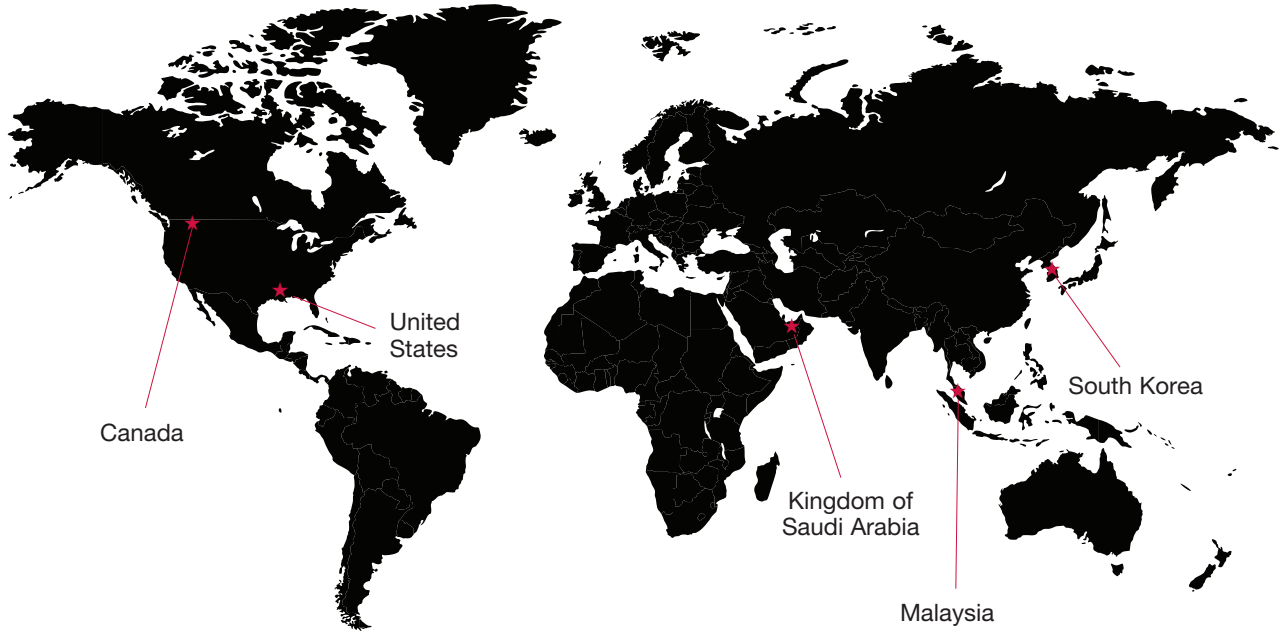 United
States
South Korea
Canada
Kingdom of
Saudi Arabia
Malaysia